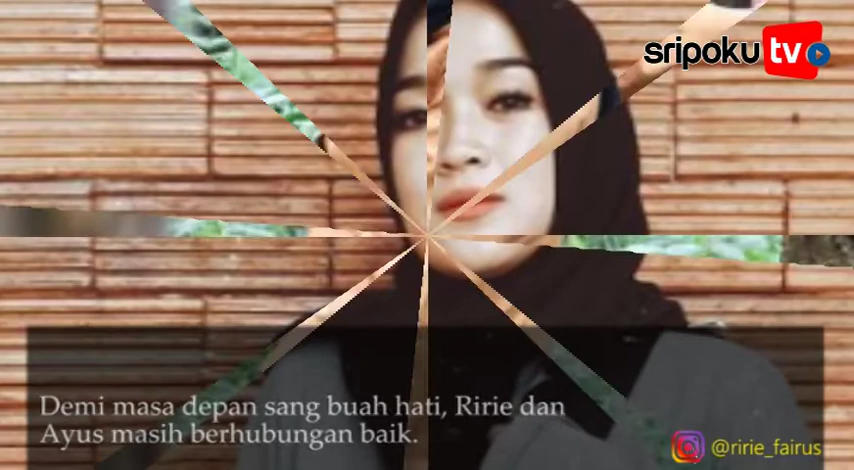 sripoku tv
Demi masa depan sang buah hati, Ririe dan
Ayus masih berhubungan baik.
@ririe_fairus